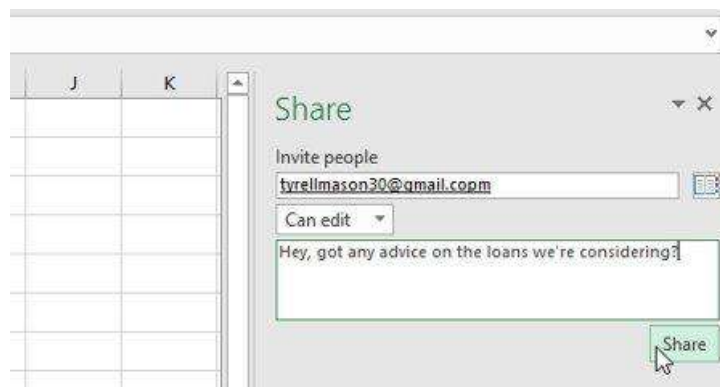 J K
Share
Invite people
tyrellmason30@gmail.copm
Can edit
Hey, got any advice on the loans we're considering?
Share